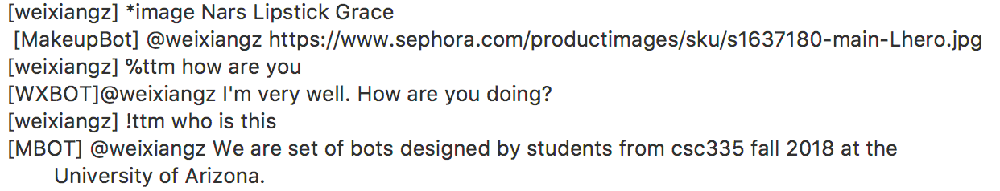 [weixiangz] *image Nars Lipstick Grace
[MakeupBot] @weixiangz https://www.sephora.com/productimages/sku/s1637180-main-Lhero.jpg
[weixiangz] %ttm how are you
[WXBOT]@weixiangz I'm very well. How are you doing?
[weixiangz] !ttm who is this
[MBOT] @weixiangz We are set of bots designed by students from csc335 fall 2018 at the
University of Arizona.